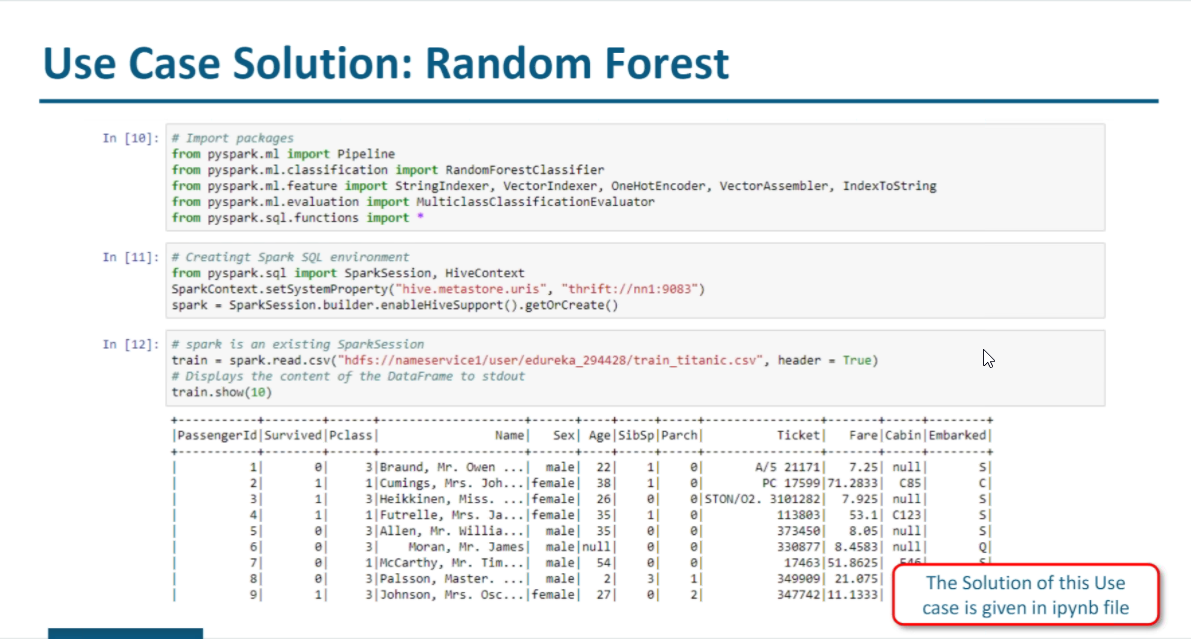 Use Case Solution: Random Forest
In [10]: # Import packages
from pyspark.ml import Pipeline
from pyspark.ml.classification import RandomForestClassifier
from pyspark.ml.feature import StringIndexer, VectorIndexer, OneHotEncoder, VectorAssembler, IndexToString
from pyspark.ml.evaluation import MulticlassClassificationEvaluator
from pyspark.sql.functions import *
In [11]: # Creatingt Spark SQL environment
from pyspark.sql import SparkSession, HiveContext
SparkContext.setSystemProperty("hive.metastore.uris", "thrift://nn1:9083")
spark = SparkSession.builder.enableHiveSupport().getOrCreate()
In [12]: # spark is an existing SparkSession
train = spark.read.csv("hdfs://nameservice1/user/edureka_294428/train_titanic.csv", header = True)
# Displays the content of the DataFrame to stdout
train.show(10)
+-----------+--------+------+--------------------+------+----+-----+-----+----------------+-------+-----+--------+
|PassengerId|Survived|Pclass|                Name|   Sex| Age|SibSp|Parch|          Ticket|   Fare|Cabin|Embarked|
+-----------+--------+------+--------------------+------+----+-----+-----+----------------+-------+-----+--------+
|          1|       0|     3|Braund, Mr. Owen ...|  male|  22|    1|    0|       A/5 21171|   7.25| null|       S|
|          2|       1|     1|Cumings, Mrs. Joh...|female|  38|    1|    0|        PC 17599|71.2833|  C85|       C|
|          3|       1|     3|Heikkinen, Miss. ...|female|  26|    0|    0|STON/O2. 3101282|  7.925| null|       S|
|          4|       1|     1|Futrelle, Mrs. Ja...|female|  35|    1|    0|          113803|   53.1| C123|       S|
|          5|       0|     3|Allen, Mr. Willia...|  male|  35|    0|    0|          373450|   8.05| null|       S|
|          6|       0|     3|    Moran, Mr. James|  male|null|    0|    0|          330877| 8.4583| null|       Q|
|          7|       0|     1|McCarthy, Mr. Tim...|  male|  54|    0|    0|           17463|51.8625|
|          8|       0|     3|Palsson, Master. ...|  male|   2|    3|    1|          349909| 21.075|
|          9|       1|     3|Johnson, Mrs. Osc...|female|  27|    0|    2|          347742|11.1333|
The Solution of this Use
case is given in ipynb file